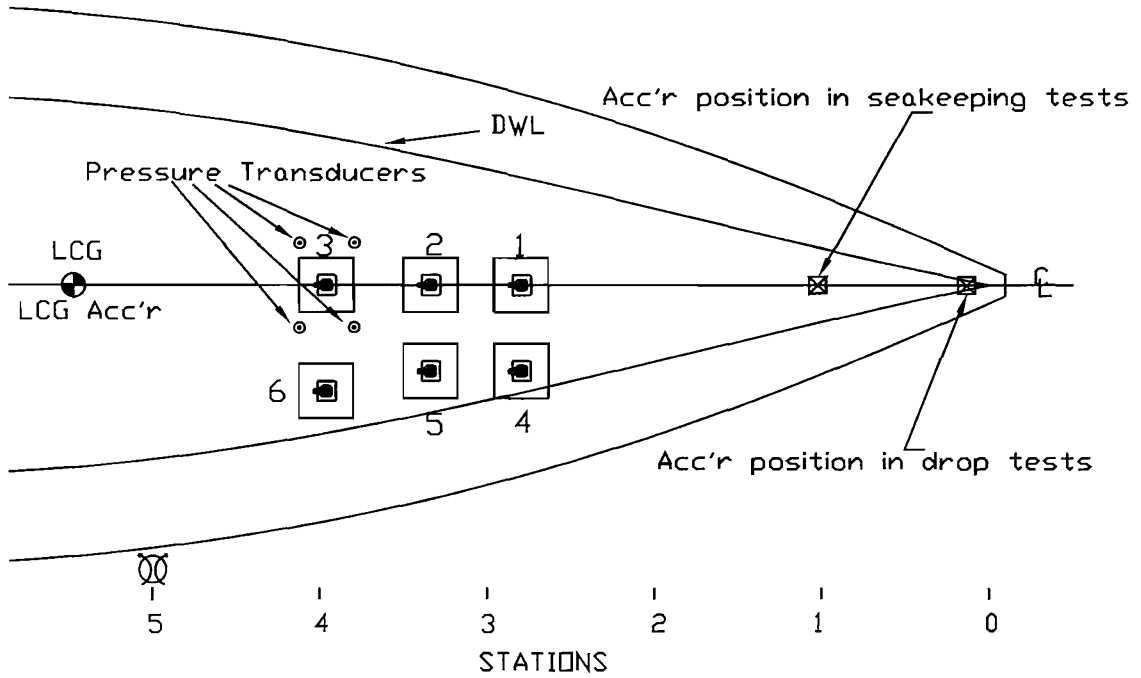 Acc'r position in seakeeping tests
DWL
Pressure Transducers
3 2 1
LCG
LCG Acc'r
℄
6
5 4
Acc'r position in drop tests
5 4 3 2 1 0
STATIONS